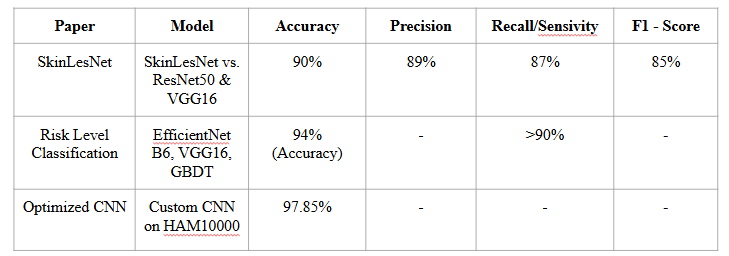 Paper Model Accuracy Precision Recall/Sensivity F1 - Score
SkinLesNet SkinLesNet vs. 90% 89% 87% 85%
ResNet50 &
VGG16
Risk Level EfficientNet 94% - >90% -
Classification B6, VGG16, (Accuracy)
GBDT
Optimized CNN Custom CNN 97.85% - - -
on HAM10000